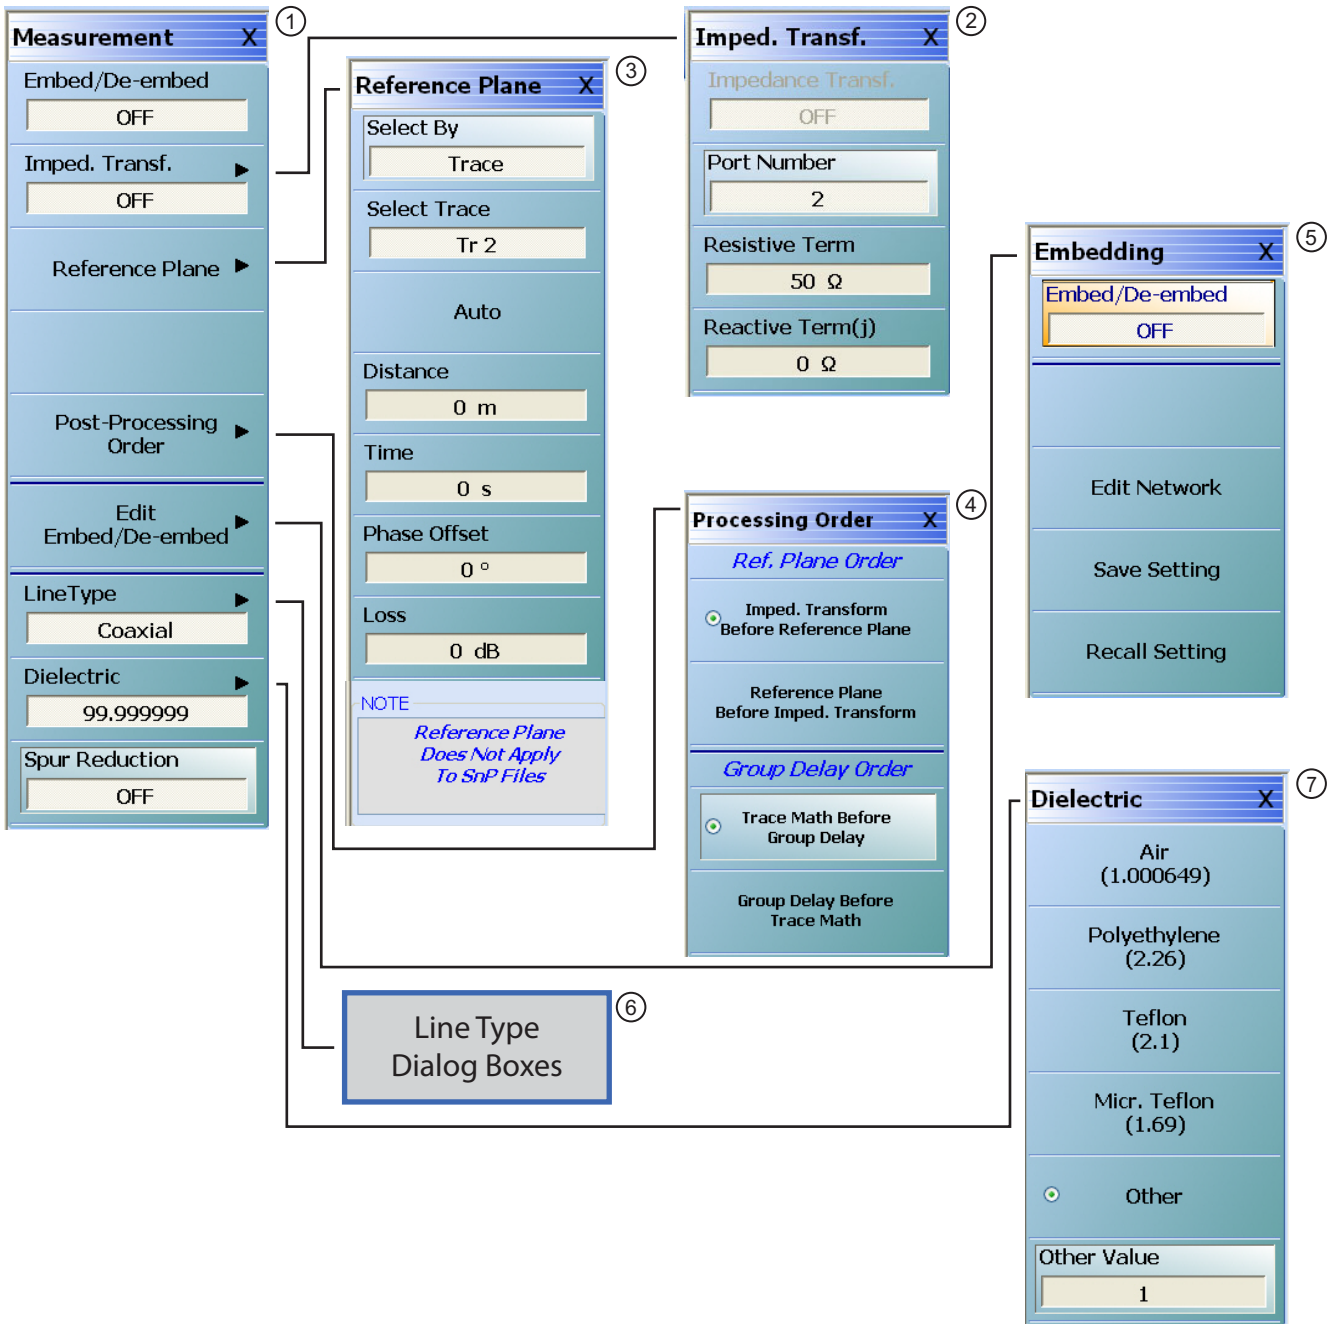 Measurement X
1
Embed/De-embed
OFF
Imped. Transf.
OFF
Reference Plane
Post-Processing
Order
Edit
Embed/De-embed
LineType
Coaxial
Dielectric
99.999999
Spur Reduction
OFF
Imped. Transf. X
2
Impedance Transf.
OFF
Port Number
2
Resistive Term
50 Ω
Reactive Term(j)
0 Ω
Reference Plane X
3
Select By
Trace
Select Trace
Tr 2
Auto
Distance
0 m
Time
0 s
Phase Offset
0 °
Loss
0 dB
NOTE
Reference Plane
Does Not Apply
To SnP Files
Processing Order X
4
Ref. Plane Order
Imped. Transform
Before Reference Plane
Reference Plane
Before Imped. Transform
Group Delay Order
Trace Math Before
Group Delay
Group Delay Before
Trace Math
Embedding X
5
Embed/De-embed
OFF
Edit Network
Save Setting
Recall Setting
6
Line Type
Dialog Boxes
Dielectric X
7
Air
(1.000649)
Polyethylene
(2.26)
Teflon
(2.1)
Micr. Teflon
(1.69)
Other
Other Value
1